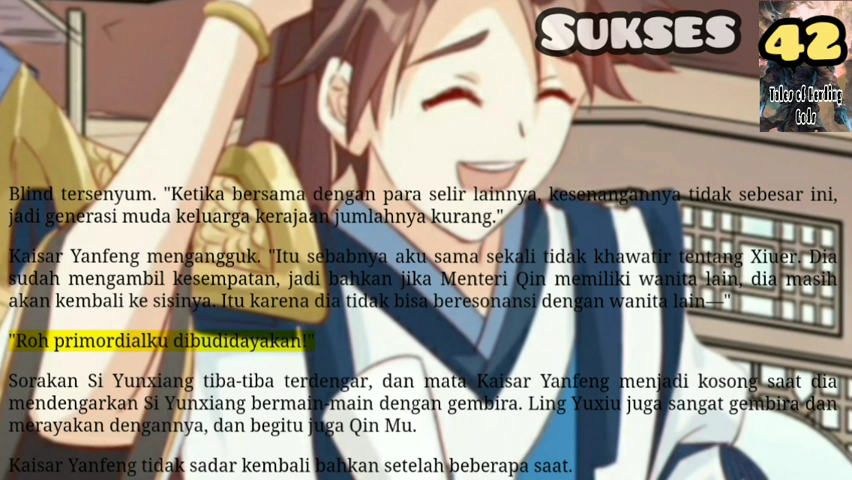 SUKSES
42
Tales of Herding
Gods
Blind tersenyum. "Ketika bersama dengan para selir lainnya, kesenangannya tidak sebesar ini,
jadi generasi muda keluarga kerajaan jumlahnya kurang."
Kaisar Yanfeng mengangguk. "Itu sebabnya aku sama sekali tidak khawatir tentang Xiuer. Dia
sudah mengambil kesempatan, jadi bahkan jika Menteri Qin memiliki wanita lain, dia masih
akan kembali ke sisinya. Itu karena dia tidak bisa beresonansi dengan wanita lain—"
"Roh primordialku dibudidayakan!"
Sorakan Si Yunxiang tiba-tiba terdengar, dan mata Kaisar Yanfeng menjadi kosong saat dia
mendengarkan Si Yunxiang bermain-main dengan gembira. Ling Yuxiu juga sangat gembira dan
merayakan dengannya, dan begitu juga Qin Mu.
Kaisar Yanfeng tidak sadar kembali bahkan setelah beberapa saat.